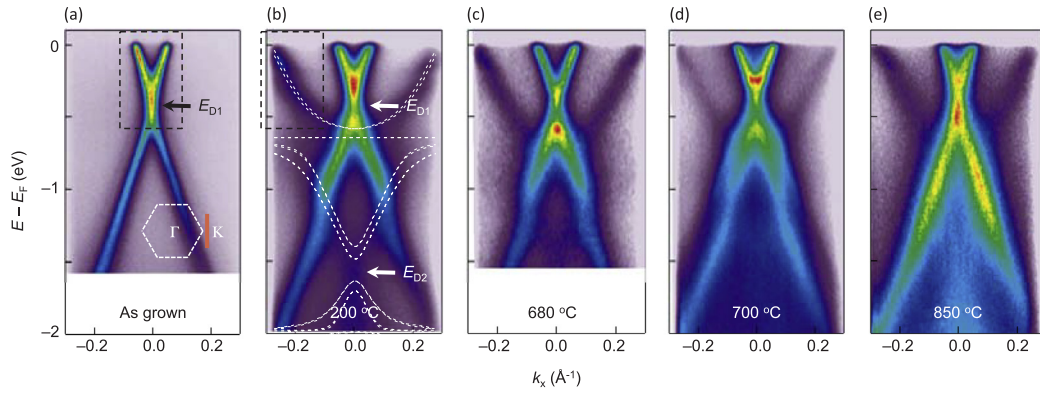 (a) (b) (c) (d) (e)
0
E_D1
E_D1
−1
E − E_F (eV)
Γ K
E_D2
As grown 200 °C 680 °C 700 °C 850 °C
−2
−0.2 0.0 0.2 −0.2 0.0 0.2 −0.2 0.0 0.2 −0.2 0.0 0.2 −0.2 0.0 0.2
k_x (Å⁻¹)